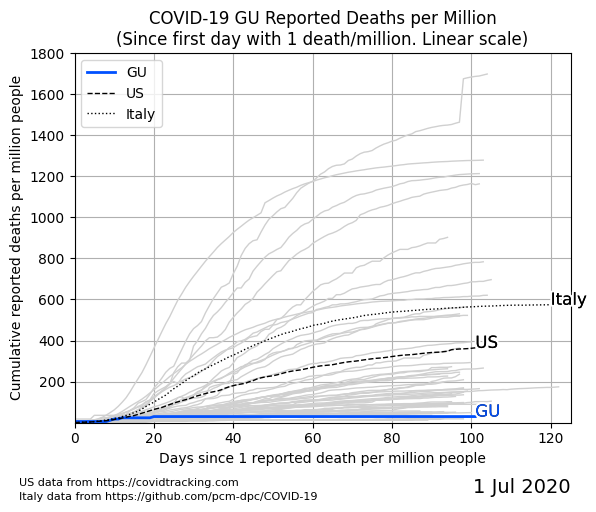 COVID-19 GU Reported Deaths per Million
(Since first day with 1 death/million. Linear scale)
Cumulative reported deaths per million people
1800
1600
1400
1200
1000
800
600
400
200
GU
US
Italy
Italy
US
GU
0
20
40
60
80
100
120
Days since 1 reported death per million people
US data from https://covidtracking.com
Italy data from https://github.com/pcm-dpc/COVID-19
1 Jul 2020